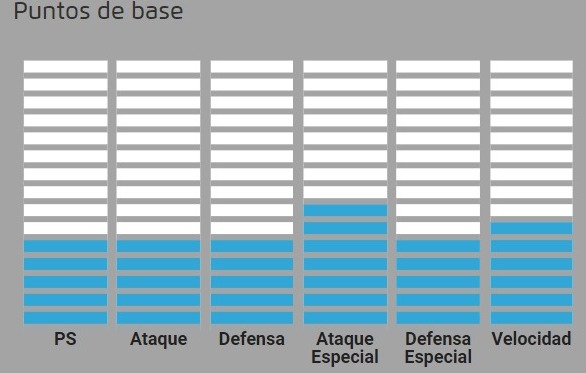 Puntos de base
PS
Ataque
Defensa
Ataque
Especial
Defensa
Especial
Velocidad